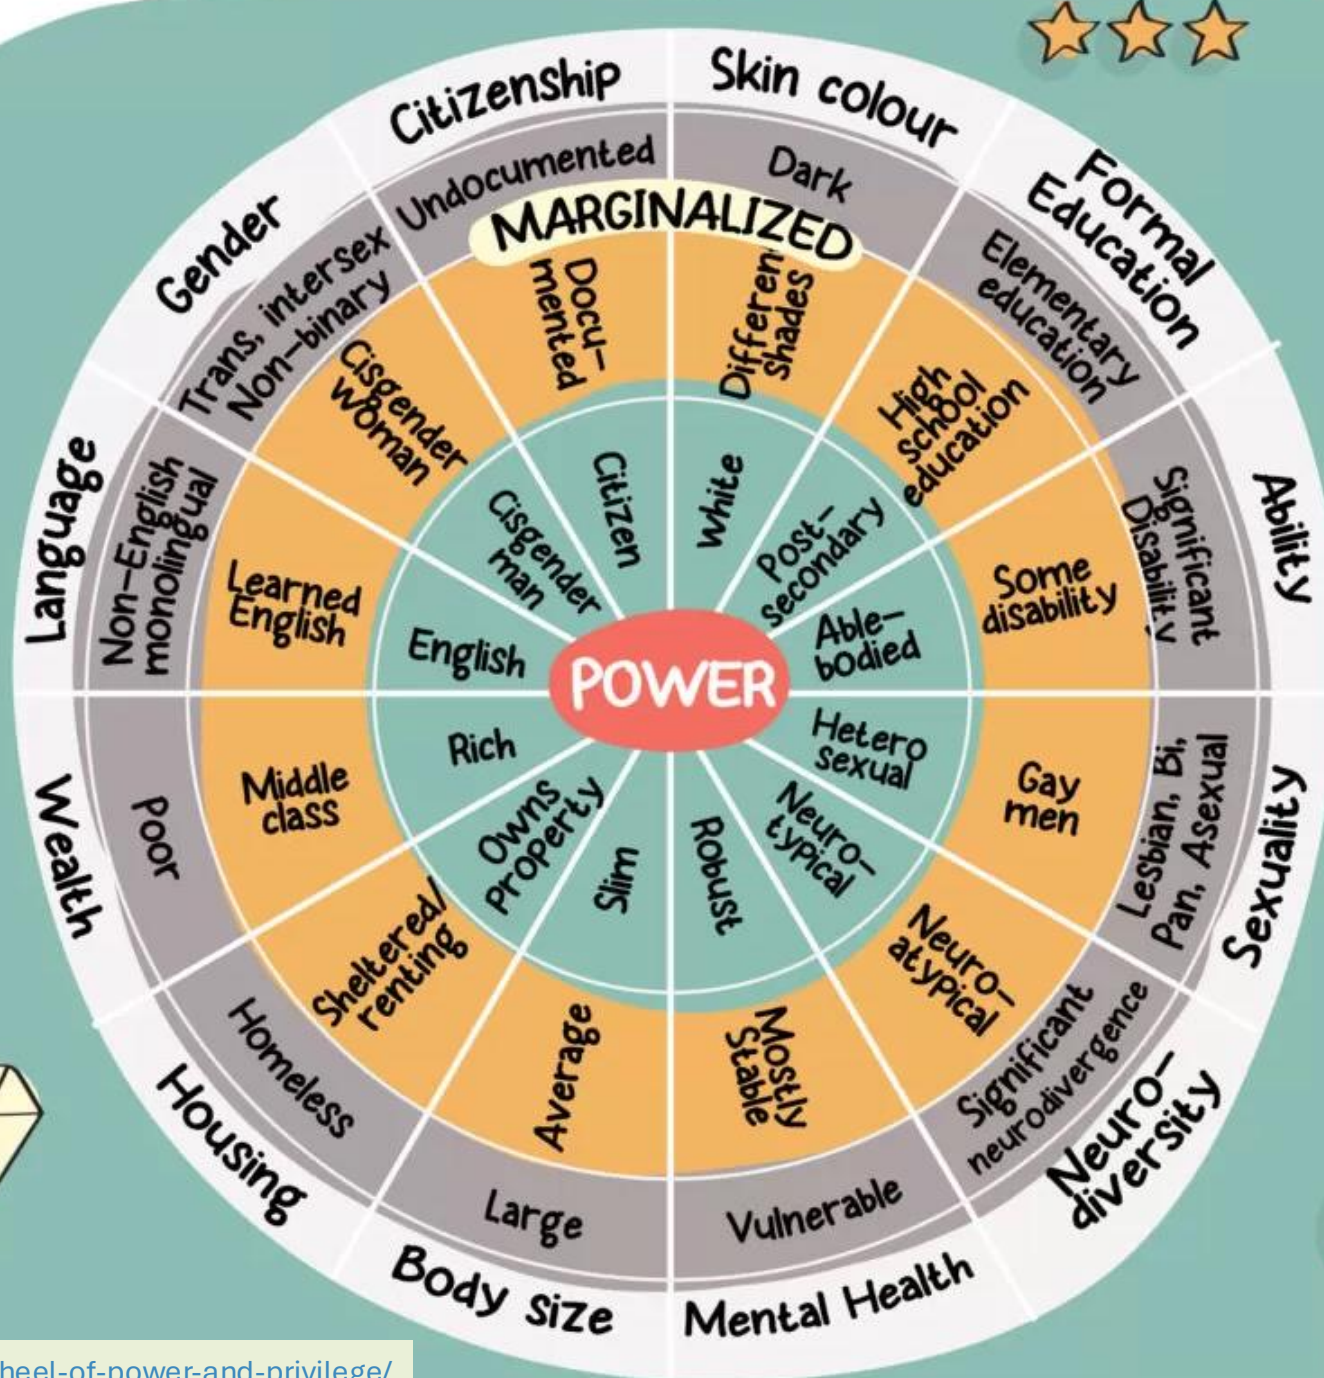 Citizenship
Undocumented
Docu-
mented
Citizen
Skin colour
Dark
Differen
shades
White
Formal
Education
Elementary
education
High
school
education
Post-
secondary
Ability
Significant
Disability
Some
disability
Able-
bodied
Sexuality
Lesbian, Bi,
Pan, Asexual
Gay
men
Hetero
sexual
Neuro-
diversity
Significant
neurodivergence
Neuro-
atypical
Neuro-
typical
Mental Health
Vulnerable
Mostly
Stable
Robust
Body size
Large
Average
Slim
Housing
Homeless
Sheltered/
renting
Owns
property
Wealth
Poor
Middle
class
Rich
Language
Non-English
monolingual
Learned
English
English
Gender
Trans, intersex
Non-binary
Cisgender
woman
Cisgender
man
MARGINALIZED
POWER
heel-of-power-and-privilege/